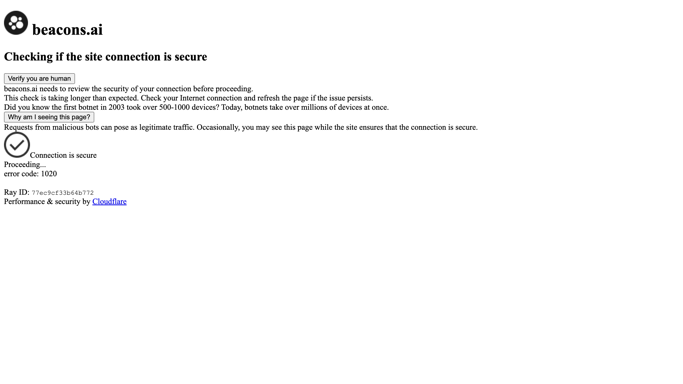 beacons.ai
Checking if the site connection is secure
Verify you are human
beacons.ai needs to review the security of your connection before proceeding.
This check is taking longer than expected. Check your Internet connection and refresh the page if the issue persists.
Did you know the first botnet in 2003 took over 500-1000 devices? Today, botnets take over millions of devices at once.
Why am I seeing this page?
Requests from malicious bots can pose as legitimate traffic. Occasionally, you may see this page while the site ensures that the connection is secure.
Connection is secure
Proceeding...
error code: 1020
Ray ID: 77ec9cf33b64b772
Performance & security by Cloudflare